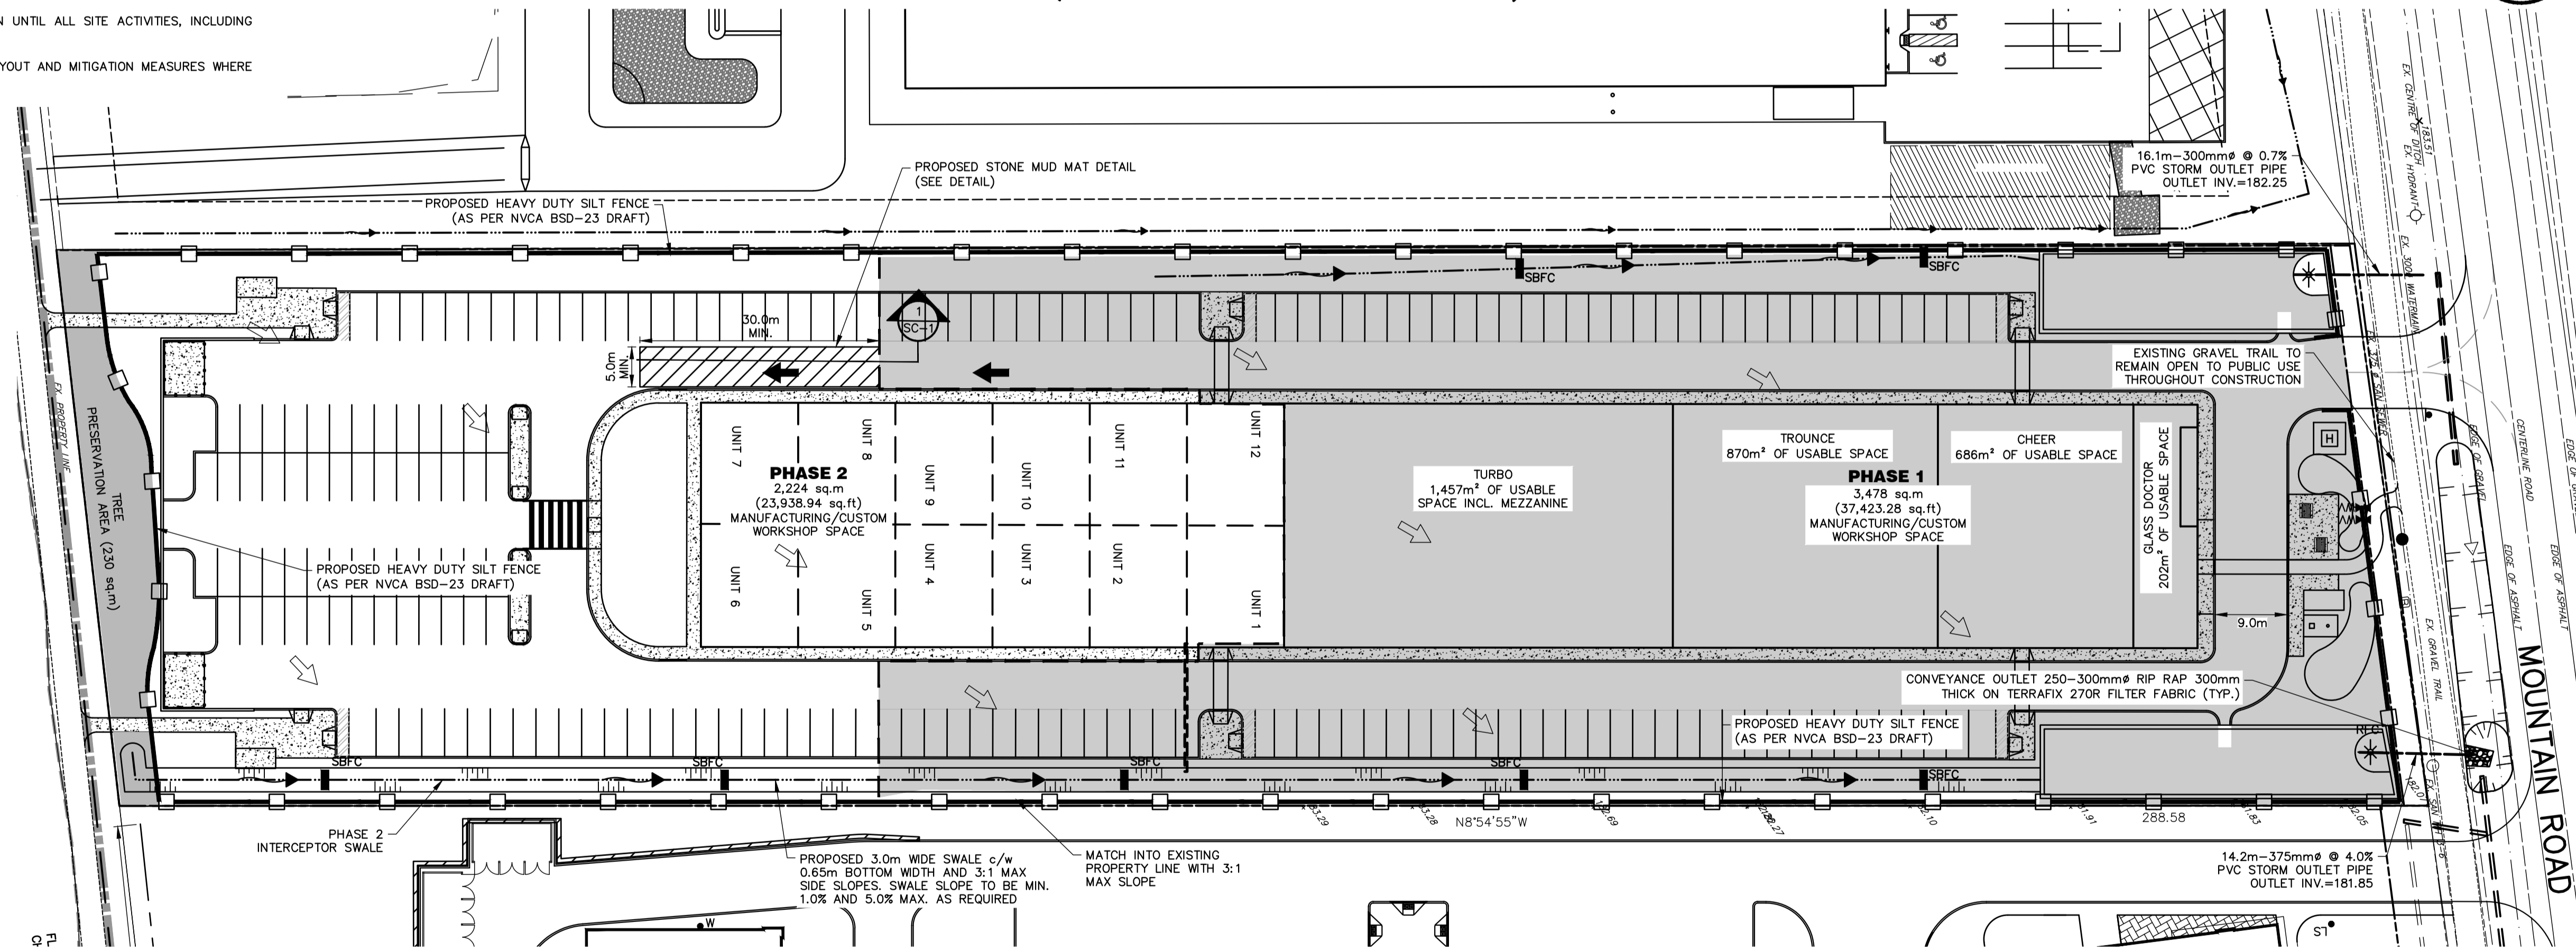 N UNTIL ALL SITE ACTIVITIES, INCLUDING
YOUT AND MITIGATION MEASURES WHERE
PROPOSED STONE MUD MAT DETAIL
(SEE DETAIL)
PROPOSED HEAVY DUTY SILT FENCE
(AS PER NVCA BSD-23 DRAFT)
16.1m-300mmø @ 0.7%
PVC STORM OUTLET PIPE
OUTLET INV.=182.25
183.51
EX. CENTRE OF DITCH
EX. HYDRANT
WATERMAIN
SBFC
SBFC
30.0m
MIN.
5.0m
MIN.
1
SC-1
EXISTING GRAVEL TRAIL TO
REMAIN OPEN TO PUBLIC USE
THROUGHOUT CONSTRUCTION
EX. 375 ø SAN SEWER
EX. PROPERTY LINE
TREE
PRESERVATION AREA (230 sq.m)
UNIT 7
UNIT 8
UNIT 9
UNIT 10
UNIT 11
UNIT 12
PHASE 2
2,224 sq.m
(23,938.94 sq.ft)
MANUFACTURING/CUSTOM
WORKSHOP SPACE
UNIT 6
UNIT 5
UNIT 4
UNIT 3
UNIT 2
UNIT 1
TURBO
1,457m² OF USABLE
SPACE INCL. MEZZANINE
TROUNCE
870m² OF USABLE SPACE
CHEER
686m² OF USABLE SPACE
PHASE 1
3,478 sq.m
(37,423.28 sq.ft)
MANUFACTURING/CUSTOM
WORKSHOP SPACE
GLASS DOCTOR
202m² OF USABLE SPACE
H
EDGE OF GRAVEL
CENTERLINE ROAD
EDGE OF ASPHALT
EDGE OF ASPHALT
PROPOSED HEAVY DUTY SILT FENCE
(AS PER NVCA BSD-23 DRAFT)
9.0m
EX. GRAVEL TRAIL
MOUNTAIN ROAD
CONVEYANCE OUTLET 250-300mmø RIP RAP 300mm
THICK ON TERRAFIX 270R FILTER FABRIC (TYP.)
PROPOSED HEAVY DUTY SILT FENCE
(AS PER NVCA BSD-23 DRAFT)
SBFC
SBFC
SBFC
SBFC
SBFC
N8°54'55"W
288.58
182.01
PHASE 2
INTERCEPTOR SWALE
PROPOSED 3.0m WIDE SWALE c/w
0.65m BOTTOM WIDTH AND 3:1 MAX
SIDE SLOPES. SWALE SLOPE TO BE MIN.
1.0% AND 5.0% MAX. AS REQUIRED
MATCH INTO EXISTING
PROPERTY LINE WITH 3:1
MAX SLOPE
14.2m-375mmø @ 4.0%
PVC STORM OUTLET PIPE
OUTLET INV.=181.85
W
LS
FL